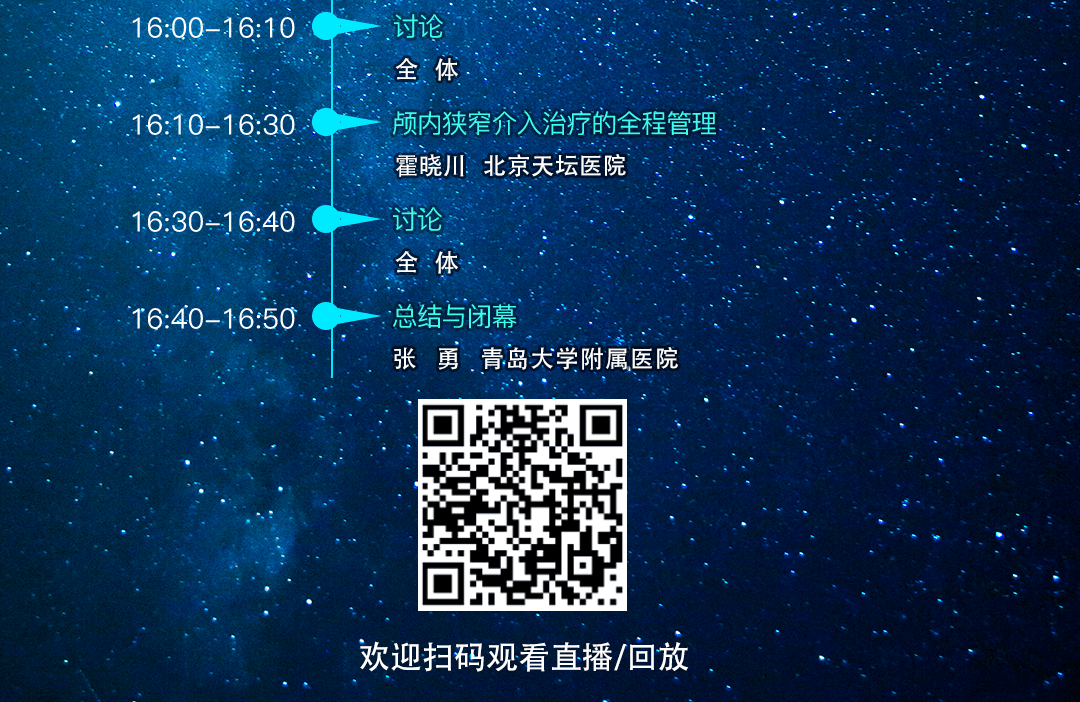 16:00-16:10 讨论
全 体
16:10-16:30 颅内狭窄介入治疗的全程管理
霍晓川 北京天坛医院
16:30-16:40 讨论
全 体
16:40-16:50 总结与闭幕
张 勇 青岛大学附属医院
欢迎扫码观看直播/回放